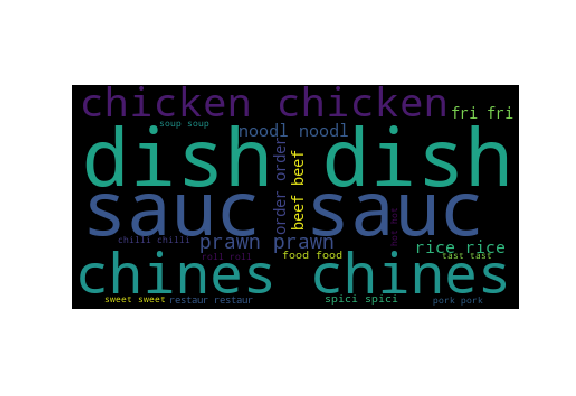 chicken chicken
fri fri
soup soup
noodl noodl
dish dish
order order
beef beef
sauc sauc
hot hot
chilli chilli
prawn prawn
rice rice
roll roll
food food
tast tast
chines chines
sweet sweet
restaur restaur
spici spici
pork pork